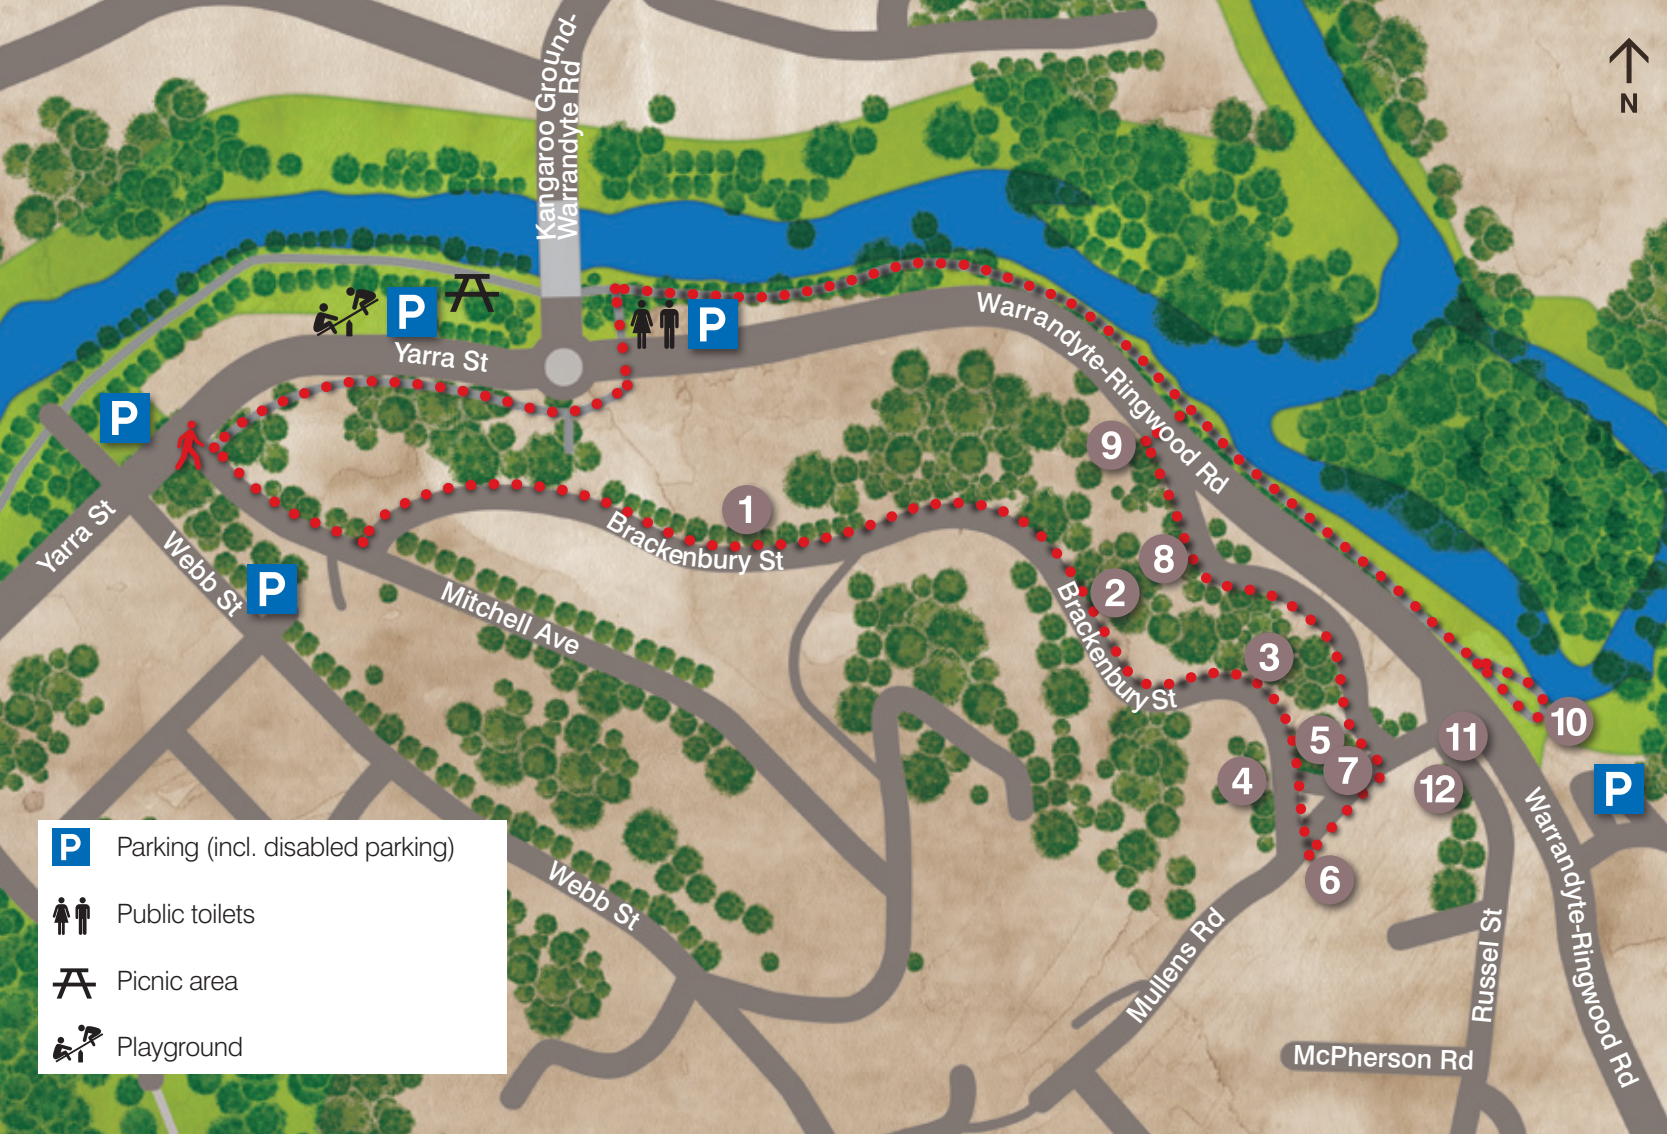 Kangaroo Ground-
Warrandyte Rd
N
P
Yarra St
P
Warrandyte-Ringwood Rd
P
9
1
Brackenbury St
Yarra St
Webb St
P
Mitchell Ave
8
2
Brackenbury St
3
10
5
11
7
4
12
P
6
Warrandyte-Ringwood Rd
Webb St
Mullens Rd
Russel St
McPherson Rd
P Parking (incl. disabled parking)
Public toilets
Picnic area
Playground